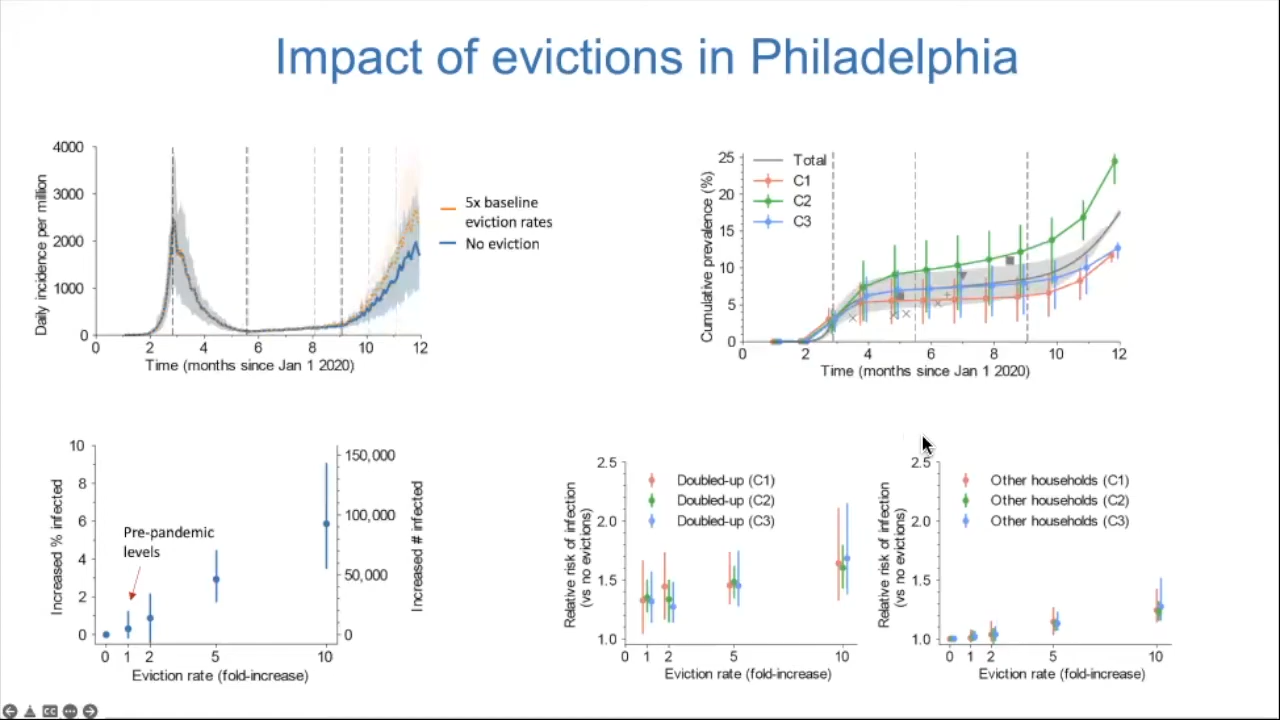 Impact of evictions in Philadelphia
Daily incidence per million
4000
3000
2000
1000
0
0 2 4 6 8 10 12
Time (months since Jan 1 2020)
5x baseline
eviction rates
No eviction
Cumulative prevalence (%)
25
20
15
10
5
0
Total
C1
C2
C3
0 2 4 6 8 10 12
Time (months since Jan 1 2020)
Increased % infected
10
8
6
4
2
0
Pre-pandemic
levels
150,000
100,000
50,000
0
Increased # infected
0 1 2 5 10
Eviction rate (fold-increase)
Relative risk of infection
(vs no evictions)
2.5
2.0
1.5
1.0
Doubled-up (C1)
Doubled-up (C2)
Doubled-up (C3)
0 1 2 5 10
Eviction rate (fold-increase)
Relative risk of infection
(vs no evictions)
2.5
2.0
1.5
1.0
Other households (C1)
Other households (C2)
Other households (C3)
0 1 2 5 10
Eviction rate (fold-increase)
CC